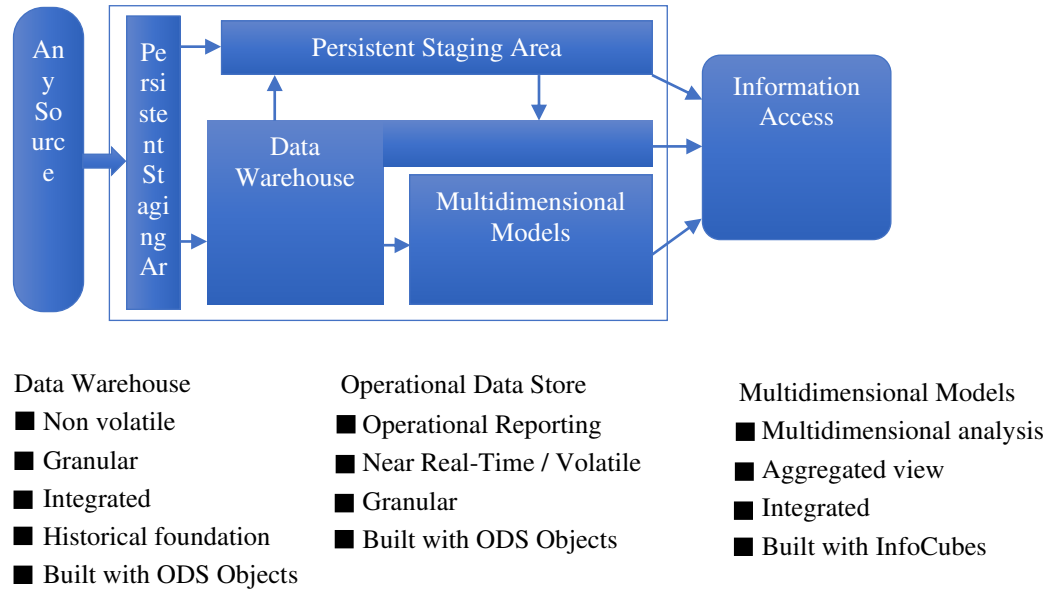 An
y
So
urc
e
Pe
rsi
ste
nt
St
agi
ng
Ar
Persistent Staging Area
Data
Warehouse
Multidimensional
Models
Information
Access
Data Warehouse
Non volatile
Granular
Integrated
Historical foundation
Built with ODS Objects
Operational Data Store
Operational Reporting
Near Real-Time / Volatile
Granular
Built with ODS Objects
Multidimensional Models
Multidimensional analysis
Aggregated view
Integrated
Built with InfoCubes